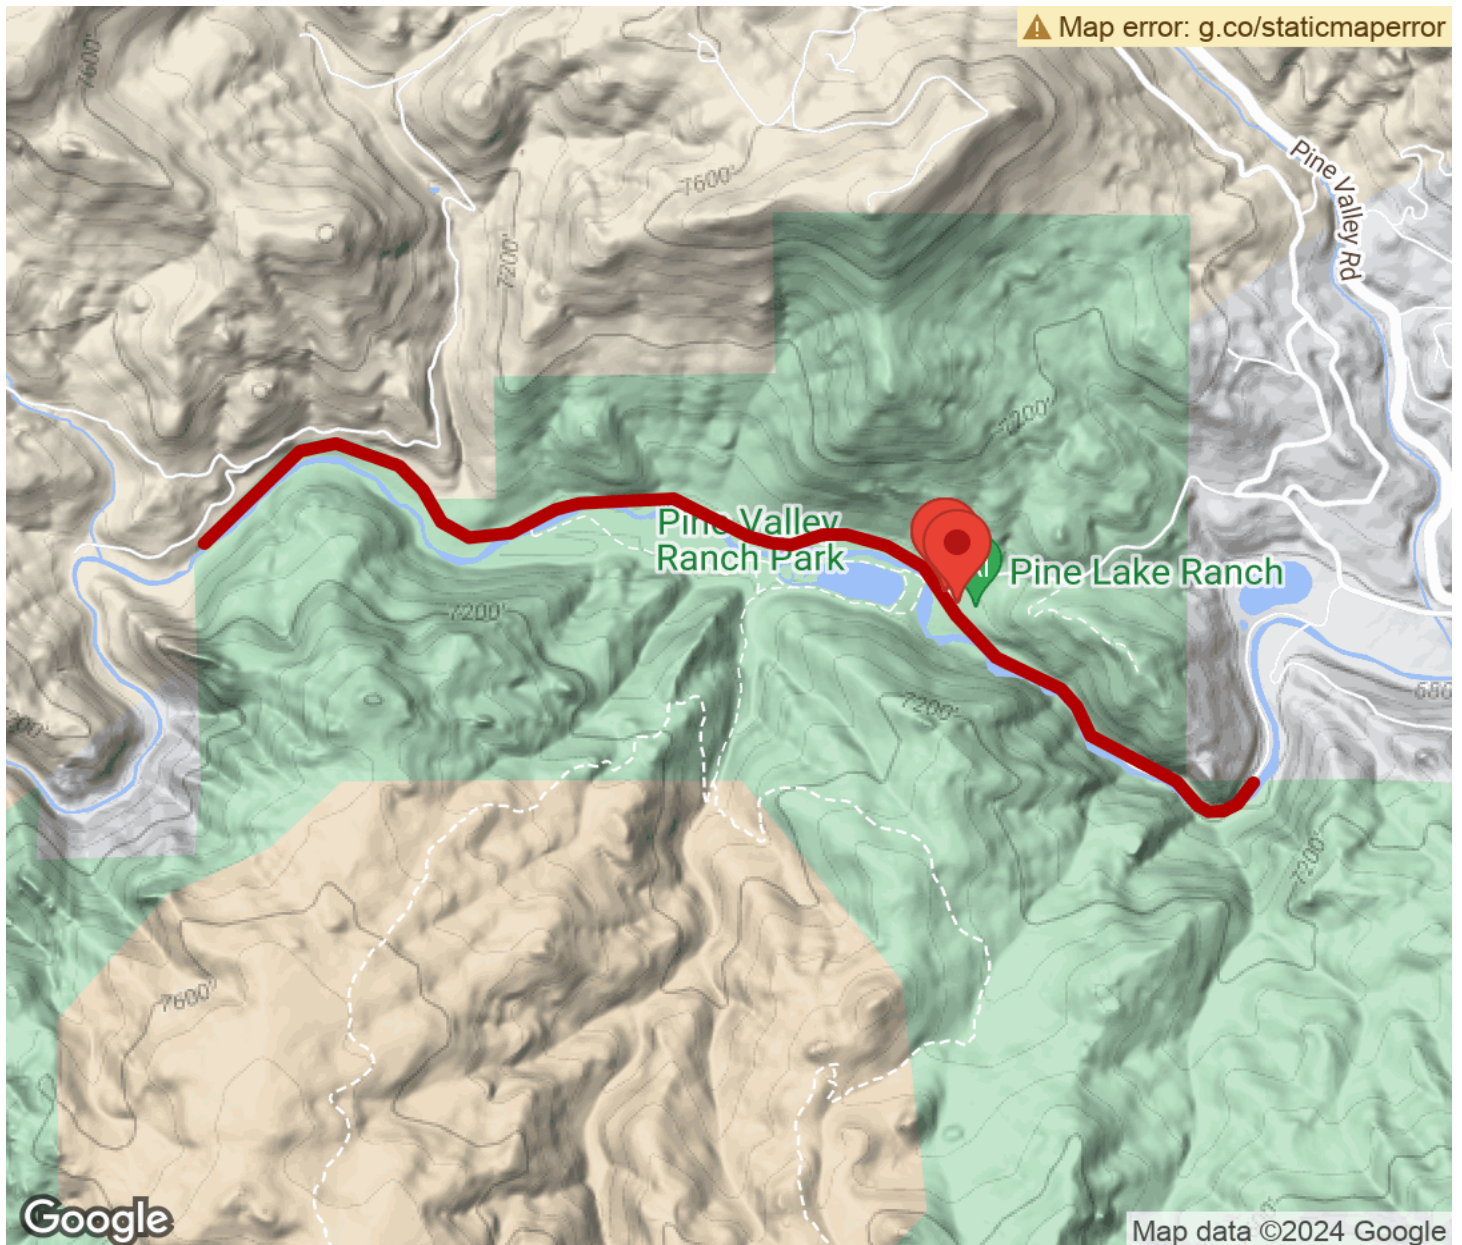 Map error: g.co/staticmaperror
7600'
Pine Valley Rd
7600'
7200'
7200'
Pine Valley
Ranch Park
Pine Lake Ranch
7200'
7200'
680
7200'
7600'
Google
Map data ©2024 Google